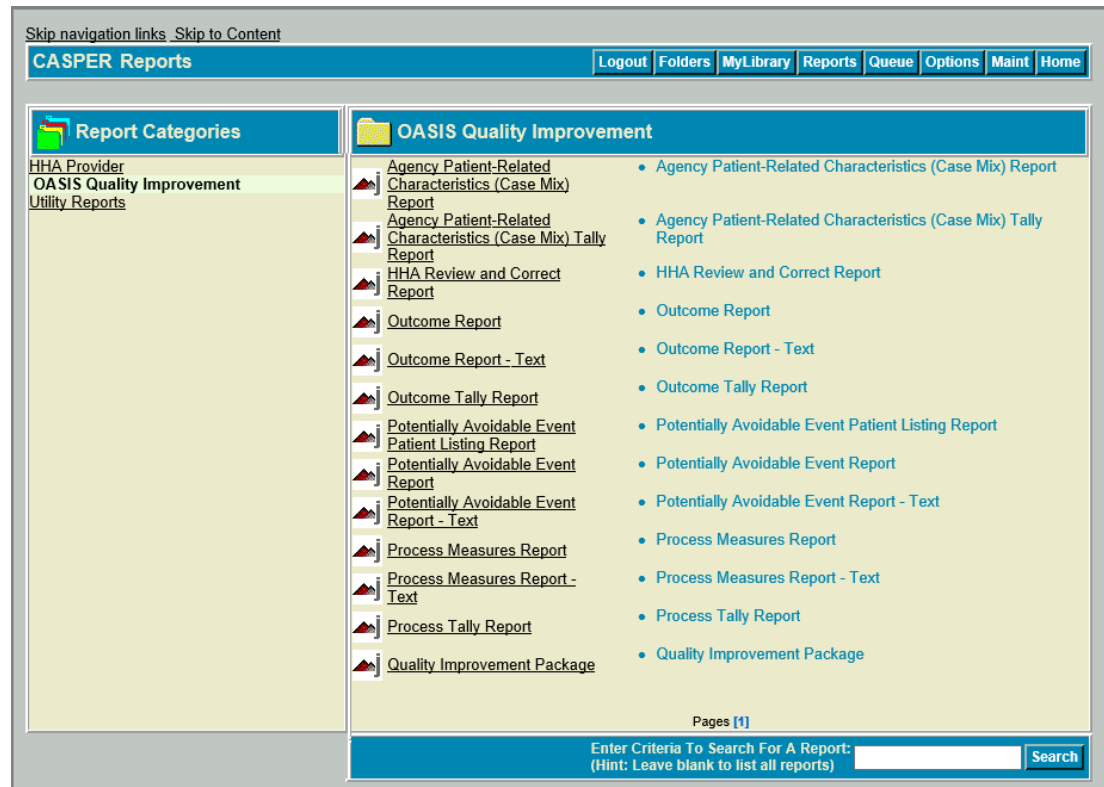 Skip navigation links Skip to Content
CASPER Reports
Logout Folders MyLibrary Reports Queue Options Maint Home
Report Categories
HHA Provider
OASIS Quality Improvement
Utility Reports
OASIS Quality Improvement
Agency Patient-Related
Characteristics (Case Mix)
Report
• Agency Patient-Related Characteristics (Case Mix) Report
Agency Patient-Related
Characteristics (Case Mix) Tally
Report
• Agency Patient-Related Characteristics (Case Mix) Tally
Report
HHA Review and Correct
Report
• HHA Review and Correct Report
Outcome Report
• Outcome Report
Outcome Report - Text
• Outcome Report - Text
Outcome Tally Report
• Outcome Tally Report
Potentially Avoidable Event
Patient Listing Report
• Potentially Avoidable Event Patient Listing Report
Potentially Avoidable Event
Report
• Potentially Avoidable Event Report
Potentially Avoidable Event
Report - Text
• Potentially Avoidable Event Report - Text
Process Measures Report
• Process Measures Report
Process Measures Report -
Text
• Process Measures Report - Text
Process Tally Report
• Process Tally Report
Quality Improvement Package
• Quality Improvement Package
Pages [1]
Enter Criteria To Search For A Report:
(Hint: Leave blank to list all reports)
Search